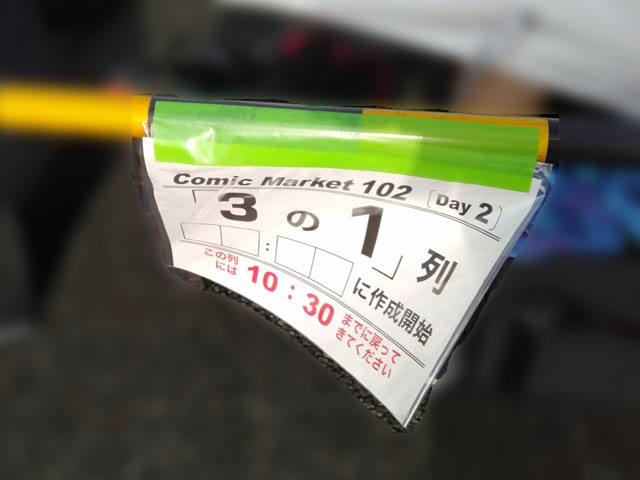 Comic Market 102 (Day 2)
「3の1」列
:
に作成開始
この列には 10:30 までに戻ってきてください